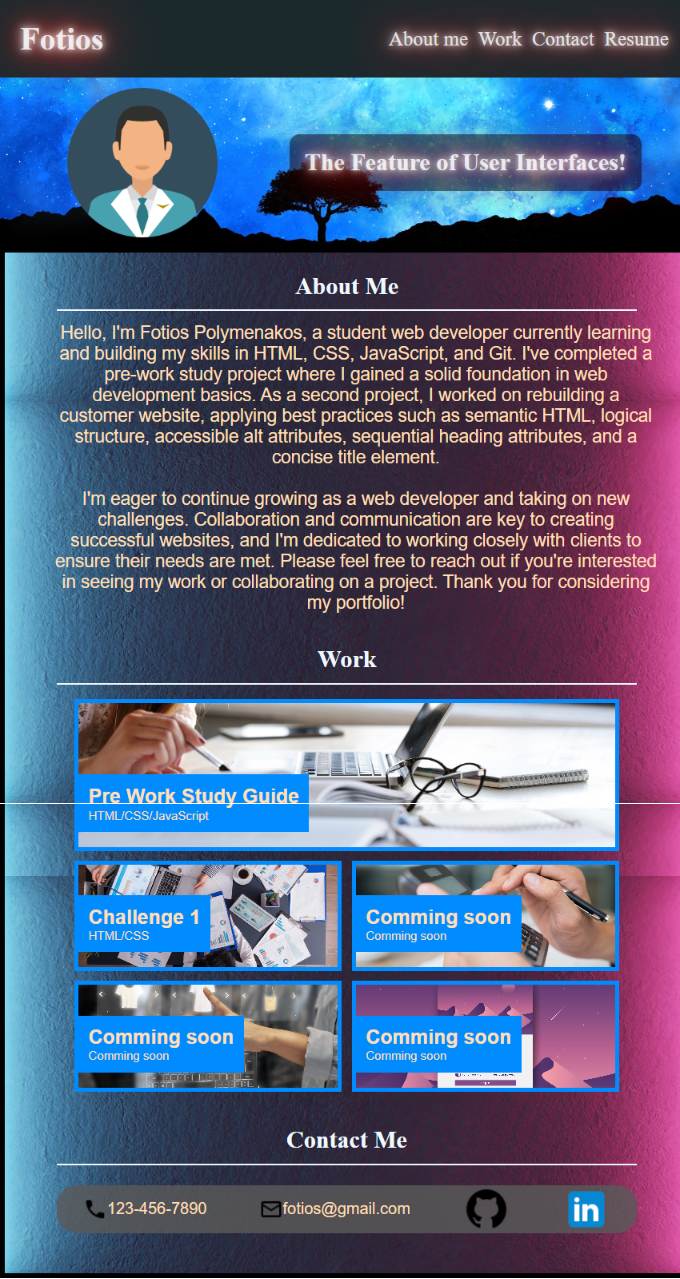 Fotios
About me Work Contact Resume
The Feature of User Interfaces!
About Me
Hello, I'm Fotios Polymenakos, a student web developer currently learning
and building my skills in HTML, CSS, JavaScript, and Git. I've completed a
pre-work study project where I gained a solid foundation in web
development basics. As a second project, I worked on rebuilding a
customer website, applying best practices such as semantic HTML, logical
structure, accessible alt attributes, sequential heading attributes, and a
concise title element.
I'm eager to continue growing as a web developer and taking on new
challenges. Collaboration and communication are key to creating
successful websites, and I'm dedicated to working closely with clients to
ensure their needs are met. Please feel free to reach out if you're interested
in seeing my work or collaborating on a project. Thank you for considering
my portfolio!
Work
Pre Work Study Guide
HTML/CSS/JavaScript
Challenge 1
HTML/CSS
Comming soon
Comming soon
Comming soon
Comming soon
Comming soon
Comming soon
Contact Me
123-456-7890
fotios@gmail.com
in